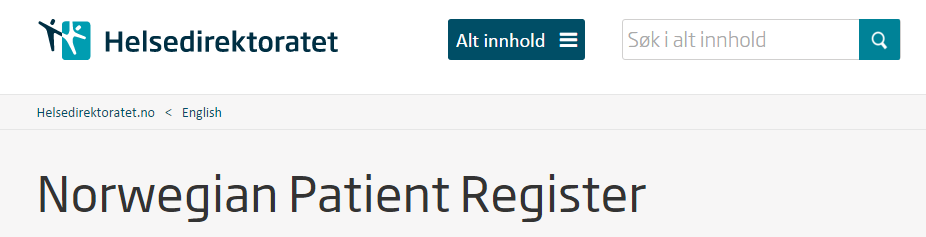 Helsedirektoratet
Alt innhold
Søk i alt innhold
Helsedirektoratet.no < English
Norwegian Patient Register